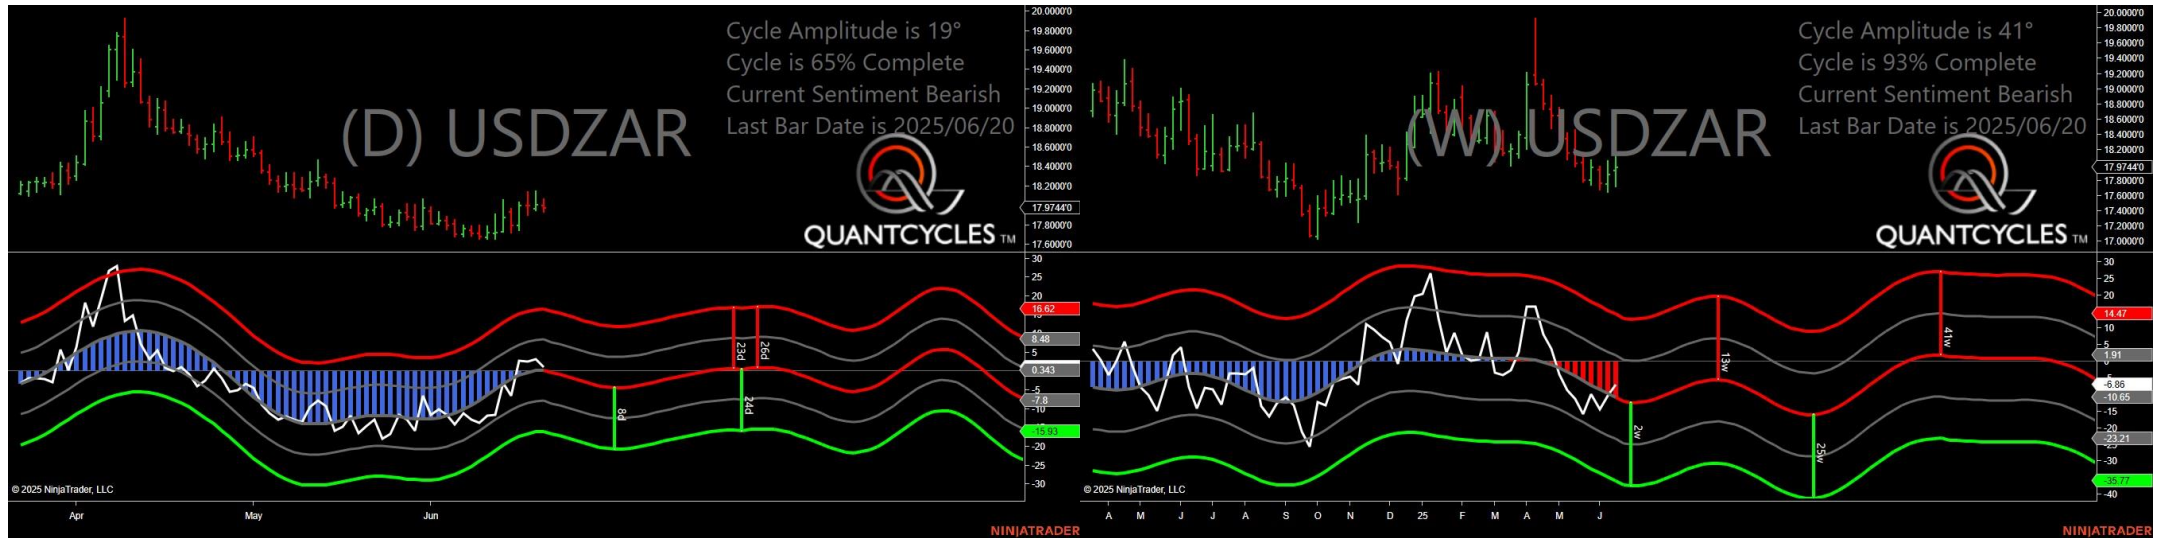 Cycle Amplitude is 19°
Cycle is 65% Complete
Current Sentiment Bearish
Last Bar Date is 2025/06/20
(D) USDZAR
QUANTCYCLES TM
20.0000'0
19.8000'0
19.6000'0
19.4000'0
19.2000'0
19.0000'0
18.8000'0
18.6000'0
18.4000'0
18.2000'0
17.9744'0
17.8000'0
17.6000'0
30
25
20
16.62
8.48
5
0.343
-5
-7.8
-10
-15.93
-20
-25
-30
23d
26d
8d
24d
© 2025 NinjaTrader, LLC
Apr
May
Jun
NINJATRADER
Cycle Amplitude is 41°
Cycle is 93% Complete
Current Sentiment Bearish
Last Bar Date is 2025/06/20
(W) USDZAR
QUANTCYCLES TM
20.0000'0
19.8000'0
19.6000'0
19.4000'0
19.2000'0
19.0000'0
18.8000'0
18.6000'0
18.4000'0
18.2000'0
17.9744'0
17.8000'0
17.6000'0
17.4000'0
17.2000'0
17.0000'0
30
25
20
14.47
10
5
1.91
-6.86
-10.65
-15
-20
-23.21
-30
-35.77
-40
13w
41w
2w
25w
© 2025 NinjaTrader, LLC
A M J J A S O N D 25 F M A M J
NINJATRADER